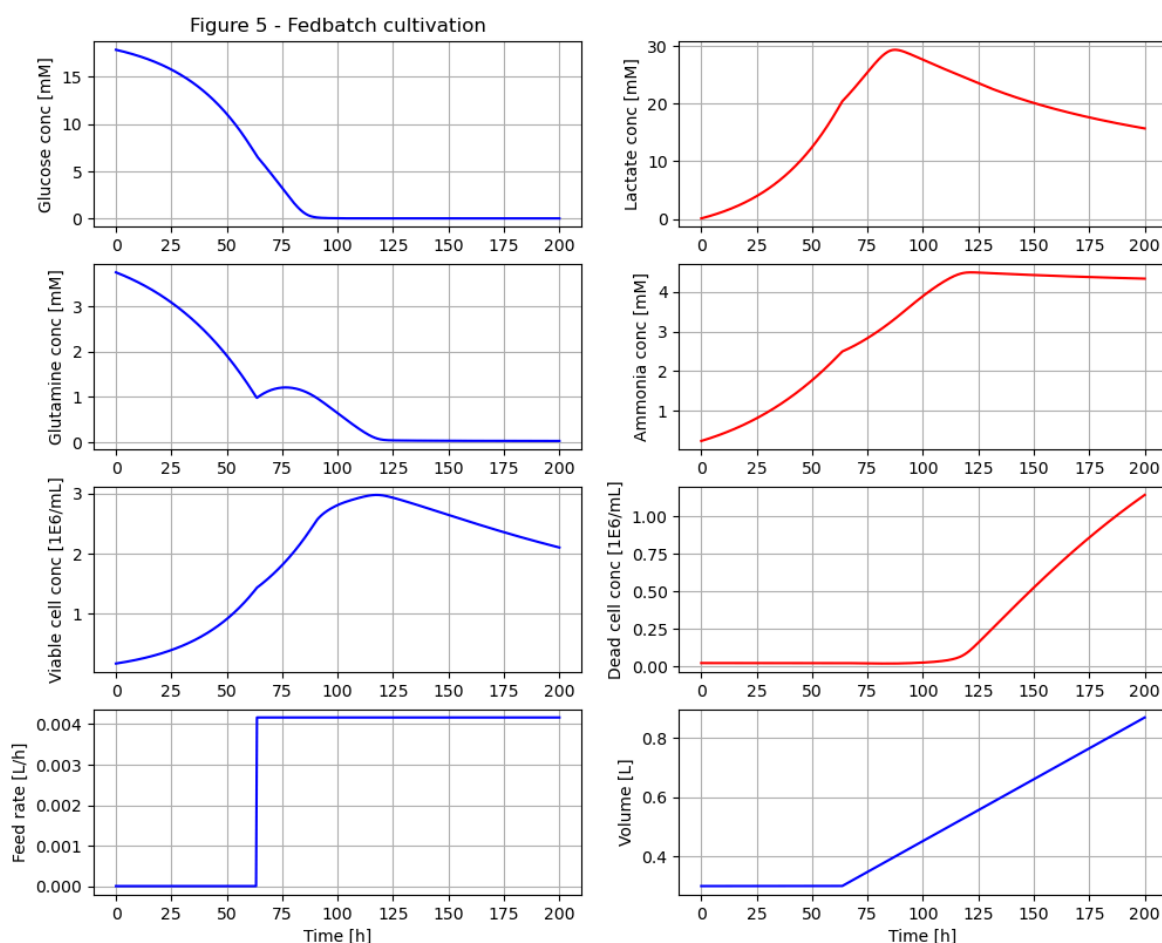 Figure 5 - Fedbatch cultivation
Glucose conc [mM]
15
10
5
0
0 25 50 75 100 125 150 175 200
Lactate conc [mM]
30
20
10
0
0 25 50 75 100 125 150 175 200
Glutamine conc [mM]
3
2
1
0
0 25 50 75 100 125 150 175 200
Ammonia conc [mM]
4
3
2
1
0 25 50 75 100 125 150 175 200
Viable cell conc [1E6/mL]
3
2
1
0 25 50 75 100 125 150 175 200
Dead cell conc [1E6/mL]
1.00
0.75
0.50
0.25
0.00
0 25 50 75 100 125 150 175 200
Feed rate [L/h]
0.004
0.003
0.002
0.001
0.000
0 25 50 75 100 125 150 175 200
Time [h]
Volume [L]
0.8
0.6
0.4
0 25 50 75 100 125 150 175 200
Time [h]